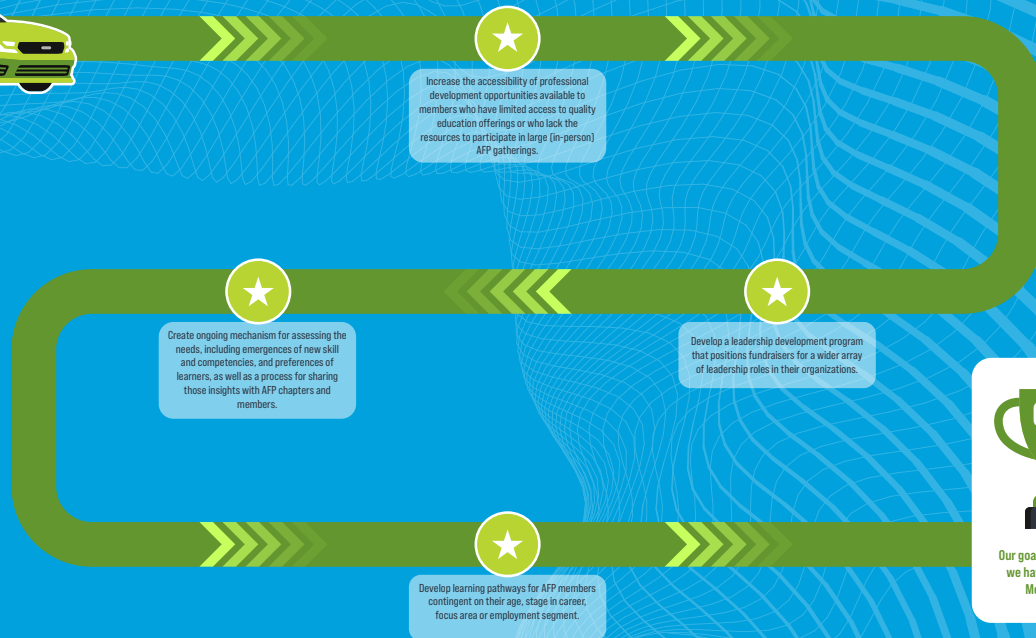 Increase the accessibility of professional
development opportunities available to
members who have limited access to quality
education offerings or who lack the
resources to participate in large [in-person]
AFP gatherings.
Develop a leadership development program
that positions fundraisers for a wider array
of leadership roles in their organizations.
Create ongoing mechanism for assessing the
needs, including emergences of new skill
and competencies, and preferences of
learners, as well as a process for sharing
those insights with AFP chapters and
members.
Develop learning pathways for AFP members
contingent on their age, stage in career,
focus area or employment segment.
Our goa
we ha